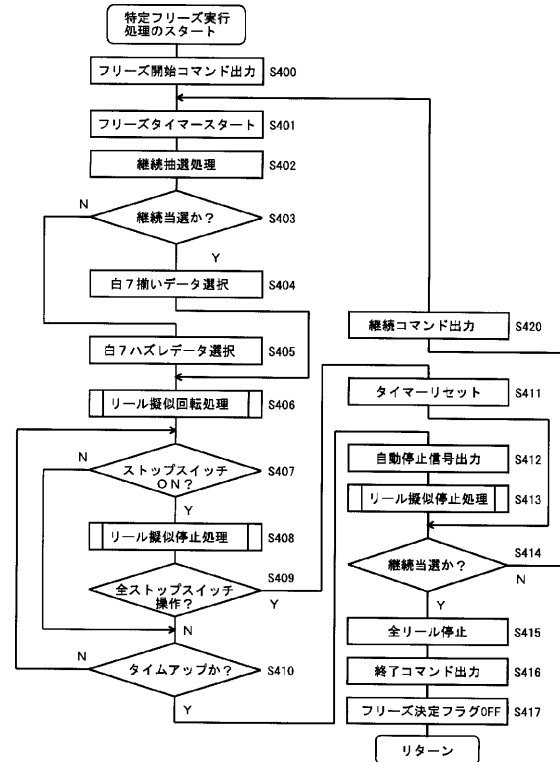 特定フリーズ実行
処理のスタート
フリーズ開始コマンド出力 S400
フリーズタイマースタート S401
継続抽選処理 S402
N
継続当選か？ S403
Y
白７揃いデータ選択 S404
白７ハズレデータ選択 S405
リール擬似回転処理 S406
N
ストップスイッチ
ＯＮ？
S407
Y
リール擬似停止処理 S408
全ストップスイッチ
操作？
S409
Y
N
N
タイムアップか？ S410
Y
継続コマンド出力 S420
タイマーリセット S411
自動停止信号出力 S412
リール擬似停止処理 S413
継続当選か？ S414
N
Y
全リール停止 S415
終了コマンド出力 S416
フリーズ決定フラグOFF S417
リターン